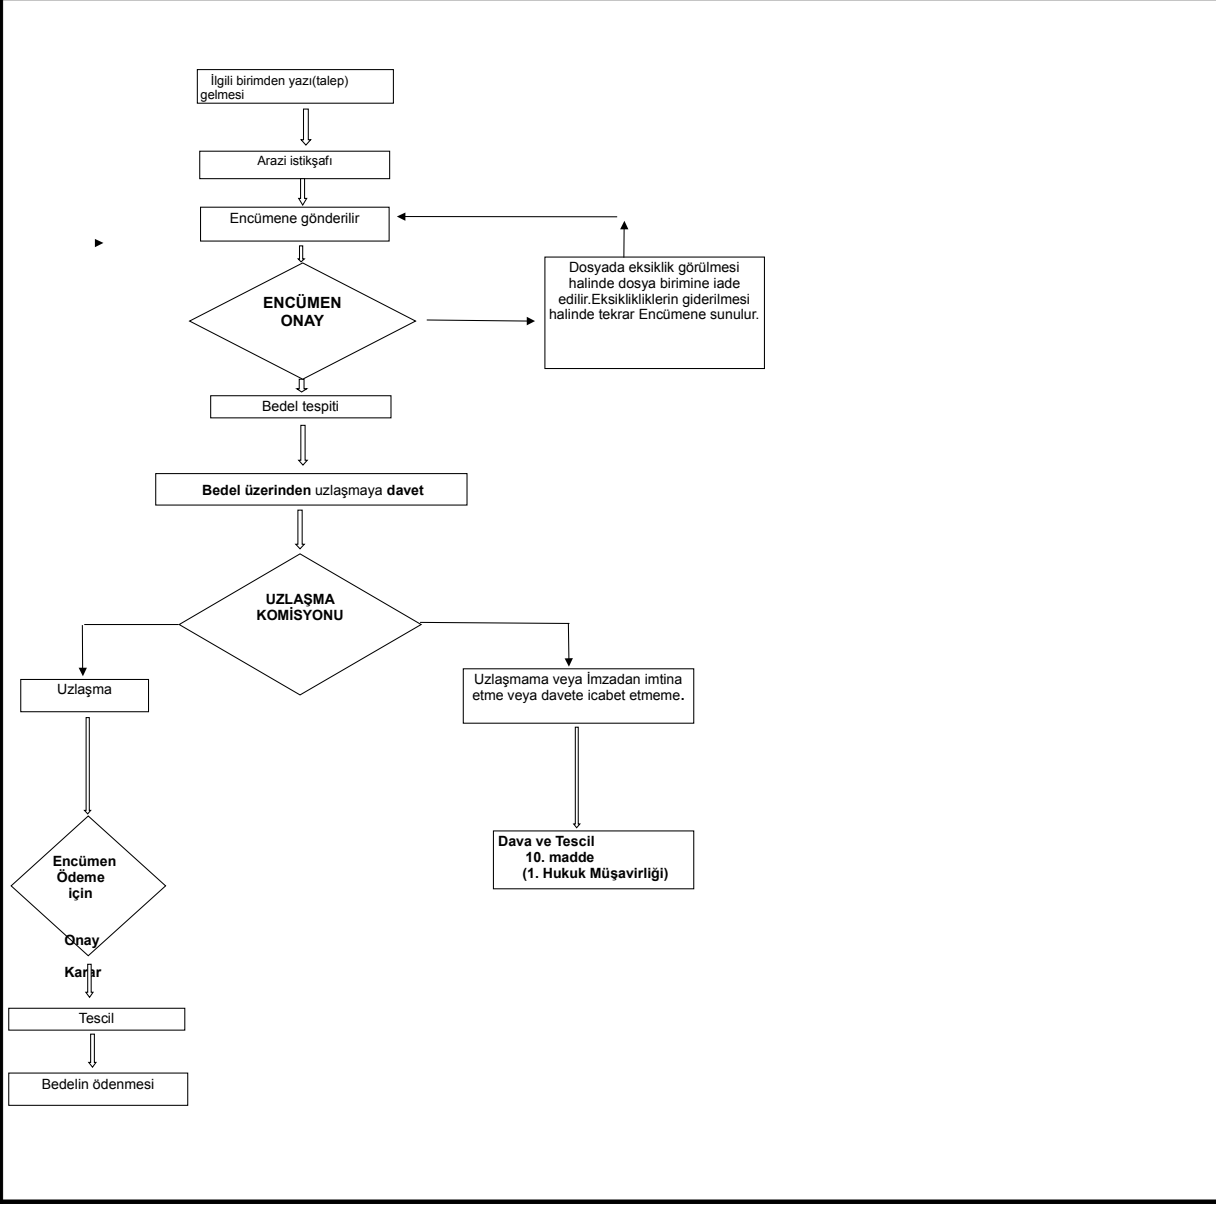 İlgili birimden yazı(talep)
gelmesi
Arazi istikşafı
Encümene gönderilir
Dosyada eksiklik görülmesi
halinde dosya birimine iade
edilir.Eksiklikliklerin giderilmesi
halinde tekrar Encümene sunulur.
ENCÜMEN
ONAY
Bedel tespiti
Bedel üzerinden uzlaşmaya davet
UZLAŞMA
KOMİSYONU
Uzlaşma
Uzlaşmama veya İmzadan imtina
etme veya davete icabet etmeme.
Dava ve Tescil
10. madde
(1. Hukuk Müşavirliği)
Encümen
Ödeme
için
Onay
Karar
Tescil
Bedelin ödenmesi